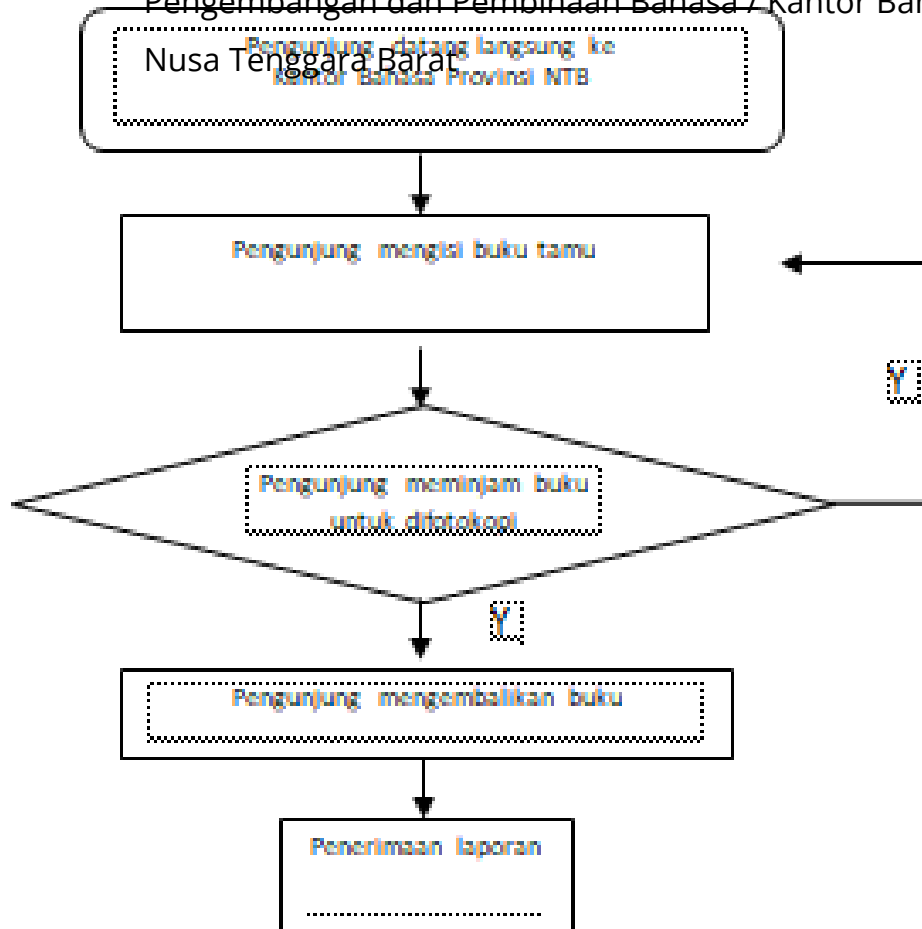 Pengembangan dan Pembinaan Bahasa / Kantor
Pengunjung datang langsung ke
Nusa Tenggara Barat
Kantor Bahasa Provinsi NTB
Pengunjung mengisi buku tamu
Y
Pengunjung meminjam buku
untuk difotokopi
Y
Pengunjung mengembalikan buku
Penerimaan laporan